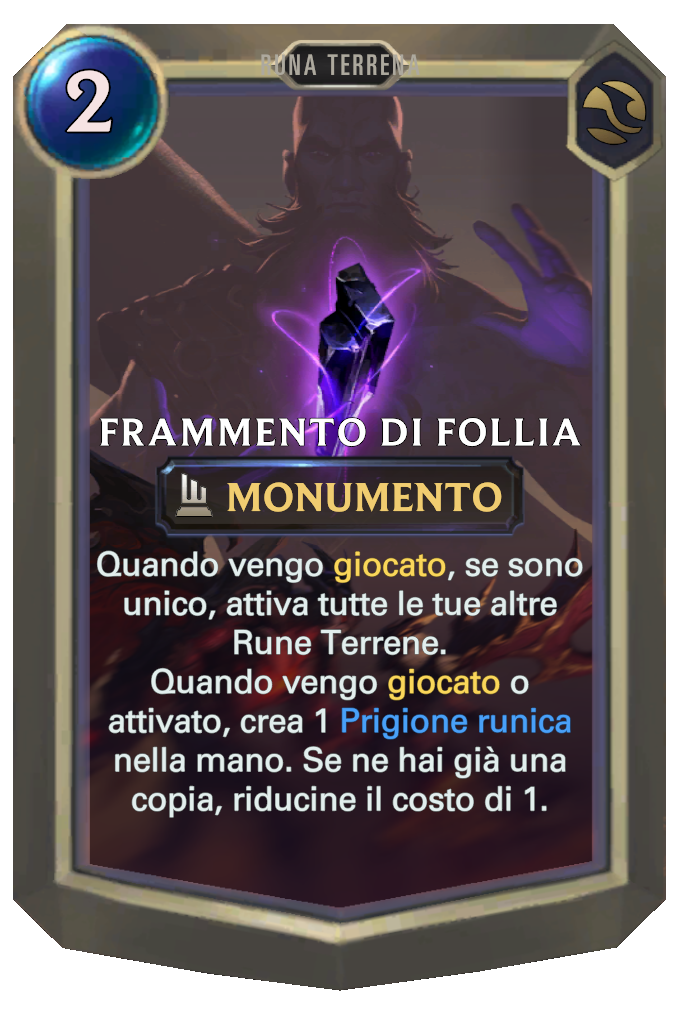 RUNA TERRENA
2
FRAMMENTO DI FOLLIA
MONUMENTO
Quando vengo giocato, se sono
unico, attiva tutte le tue altre
Rune Terrene.
Quando vengo giocato o
attivato, crea 1 Prigione runica
nella mano. Se ne hai già una
copia, riducine il costo di 1.